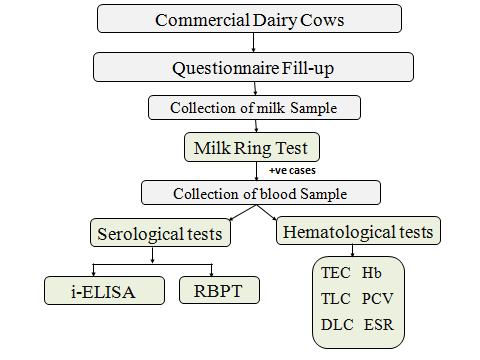 Commercial Dairy Cows
Questionnaire Fill-up
Collection of milk Sample
Milk Ring Test
+ve cases
Collection of blood Sample
Serological tests
Hematological tests
i-ELISA
RBPT
TEC Hb
TLC PCV
DLC ESR